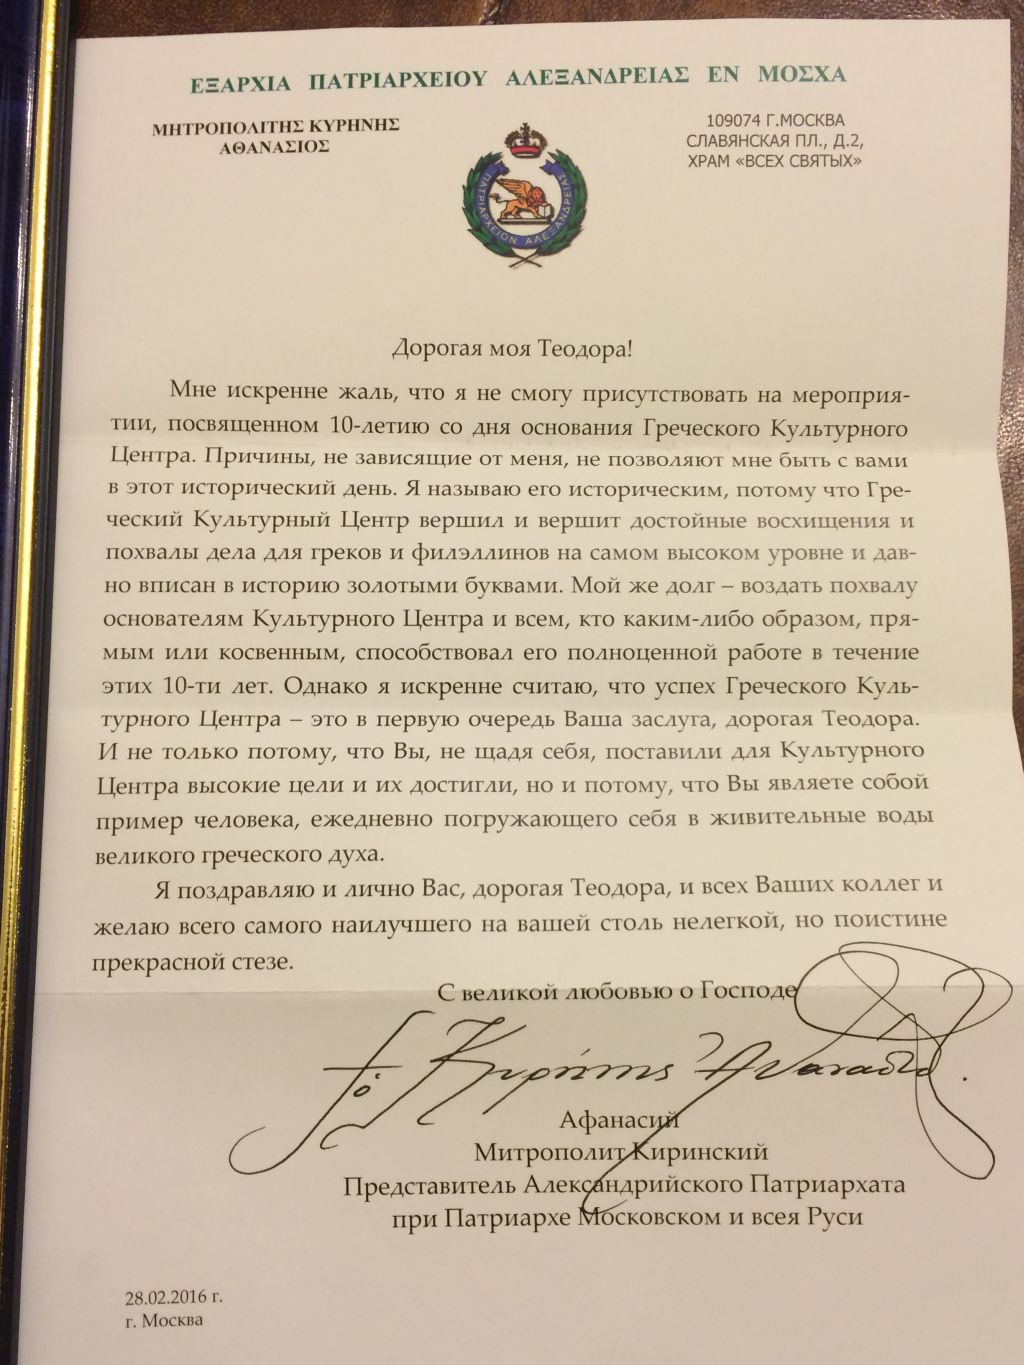 ΕΞΑΡΧΙΑ ΠΑΤΡΙΑΡΧΕΙΟΥ ΑΛΕΞΑΝΔΡΕΙΑΣ ΕΝ ΜΟΣΧΑ
ΜΗΤΡΟΠΟΛΙΤΗΣ ΚΥΡΗΝΗΣ
ΑΘΑΝΑΣΙΟΣ
ΠΑΤΡΙΑΡΧΕΙΟΝ ΑΛΕΞΑΝΔΡΕΙΑΣ
109074 Г.МОСКВА
СЛАВЯНСКАЯ ПЛ., Д.2,
ХРАМ «ВСЕХ СВЯТЫХ»
Дорогая моя Теодора!
Мне искренне жаль, что я не смогу присутствовать на мероприя-
тии, посвященном 10-летию со дня основания Греческого Культурного
Центра. Причины, не зависящие от меня, не позволяют мне быть с вами
в этот исторический день. Я называю его историческим, потому что Гре-
ческий Культурный Центр вершил и вершит достойные восхищения и
похвалы дела для греков и филэллинов на самом высоком уровне и дав-
но вписан в историю золотыми буквами. Мой же долг – воздать похвалу
основателям Культурного Центра и всем, кто каким-либо образом, пря-
мым или косвенным, способствовал его полноценной работе в течение
этих 10-ти лет. Однако я искренне считаю, что успех Греческого Куль-
турного Центра – это в первую очередь Ваша заслуга, дорогая Теодора.
И не только потому, что Вы, не щадя себя, поставили для Культурного
Центра высокие цели и их достигли, но и потому, что Вы являете собой
пример человека, ежедневно погружающего себя в живительные воды
великого греческого духа.
Я поздравляю и лично Вас, дорогая Теодора, и всех Ваших коллег и
желаю всего самого наилучшего на вашей столь нелегкой, но поистине
прекрасной стезе.
С великой любовью о Господе
Афанасий
Митрополит Киринский
Представитель Александрийского Патриархата
при Патриархе Московском и всея Руси
28.02.2016 г.
г. Москва